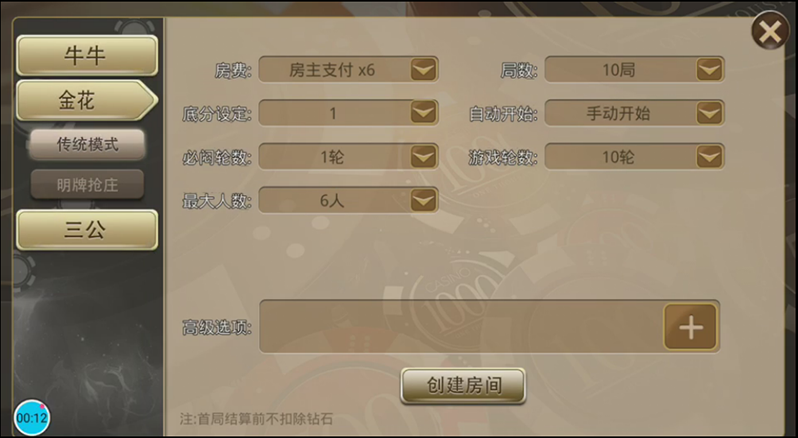 牛牛
金花
传统模式
明牌抢庄
三公
房费: 房主支付 x6 局数: 10局
底分设定: 1 自动开始: 手动开始
必闷轮数: 1轮 游戏轮数: 10轮
最大人数: 6人
高级选项:
创建房间
注:首局结算前不扣除钻石
00:12
1000
1000